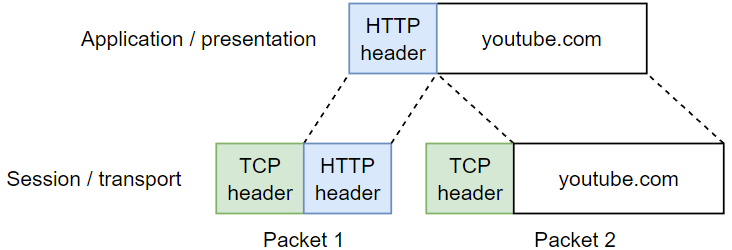 Application / presentation
HTTP
header
youtube.com
Session / transport
TCP
header
HTTP
header
TCP
header
youtube.com
Packet 1
Packet 2